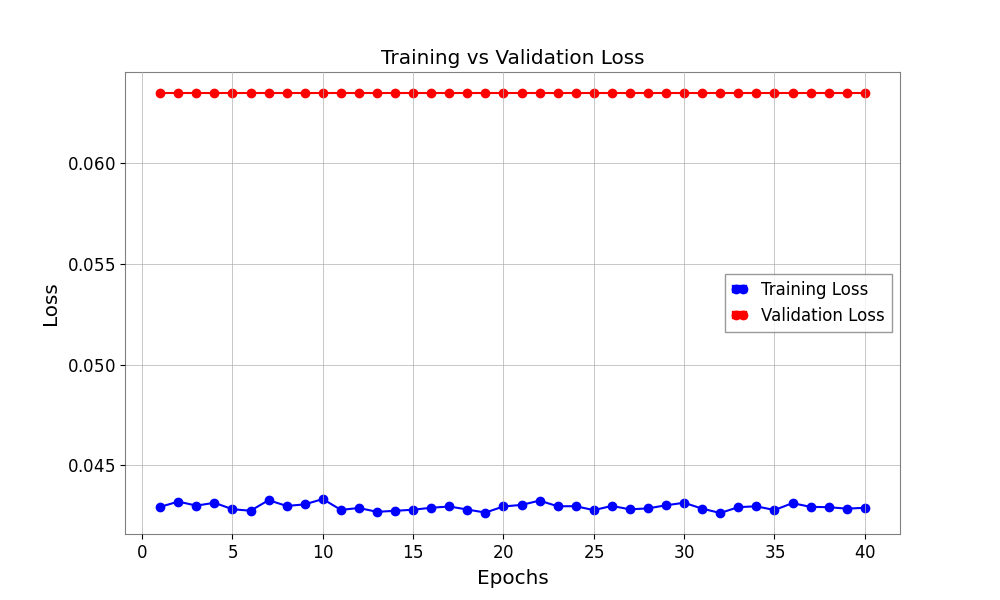 Training vs Validation Loss
0.060
0.055
0.050
0.045
Loss
Training Loss
Validation Loss
0 5 10 15 20 25 30 35 40
Epochs